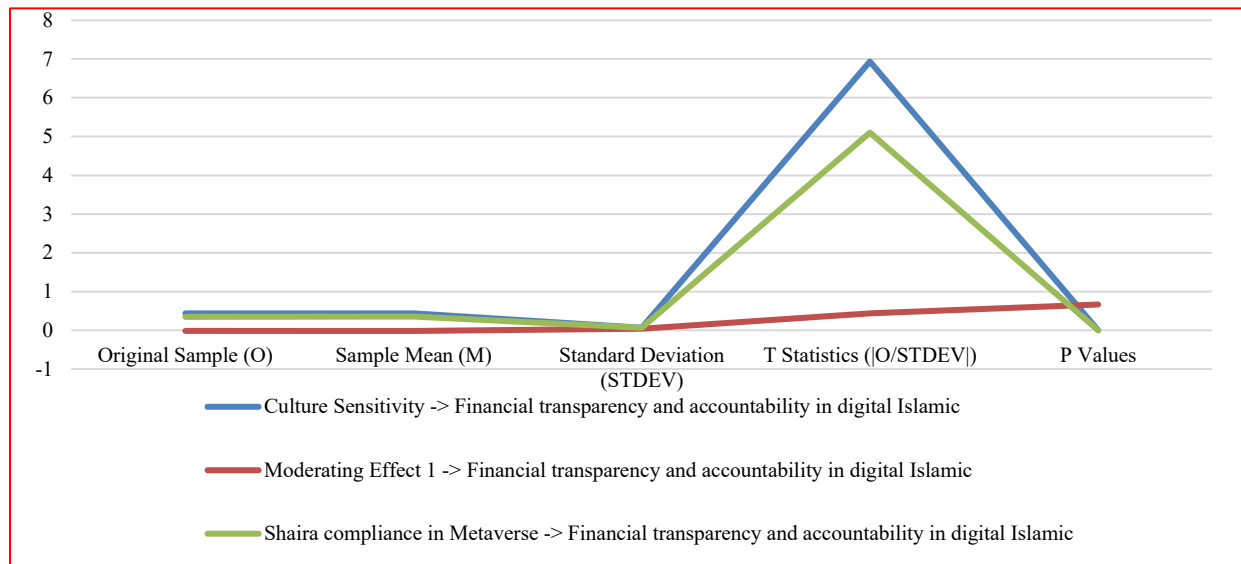 8
7
6
5
4
3
2
1
0
-1
Original Sample (O)
Sample Mean (M)
Standard Deviation
(STDEV)
T Statistics (|O/STDEV|)
P Values
Culture Sensitivity -> Financial transparency and accountability in digital Islamic
Moderating Effect 1 -> Financial transparency and accountability in digital Islamic
Shaira compliance in Metaverse -> Financial transparency and accountability in digital Islamic